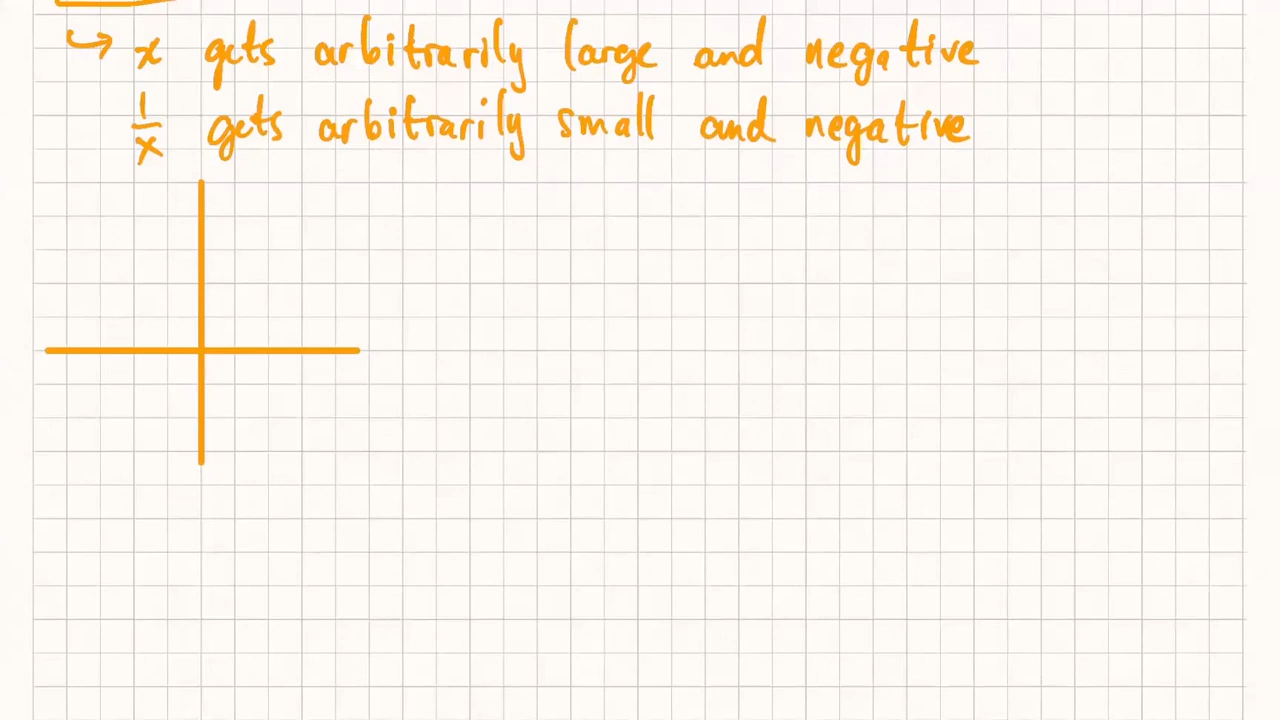 ↪ x gets arbitrarily large and negative
1/x gets arbitrarily small and negative